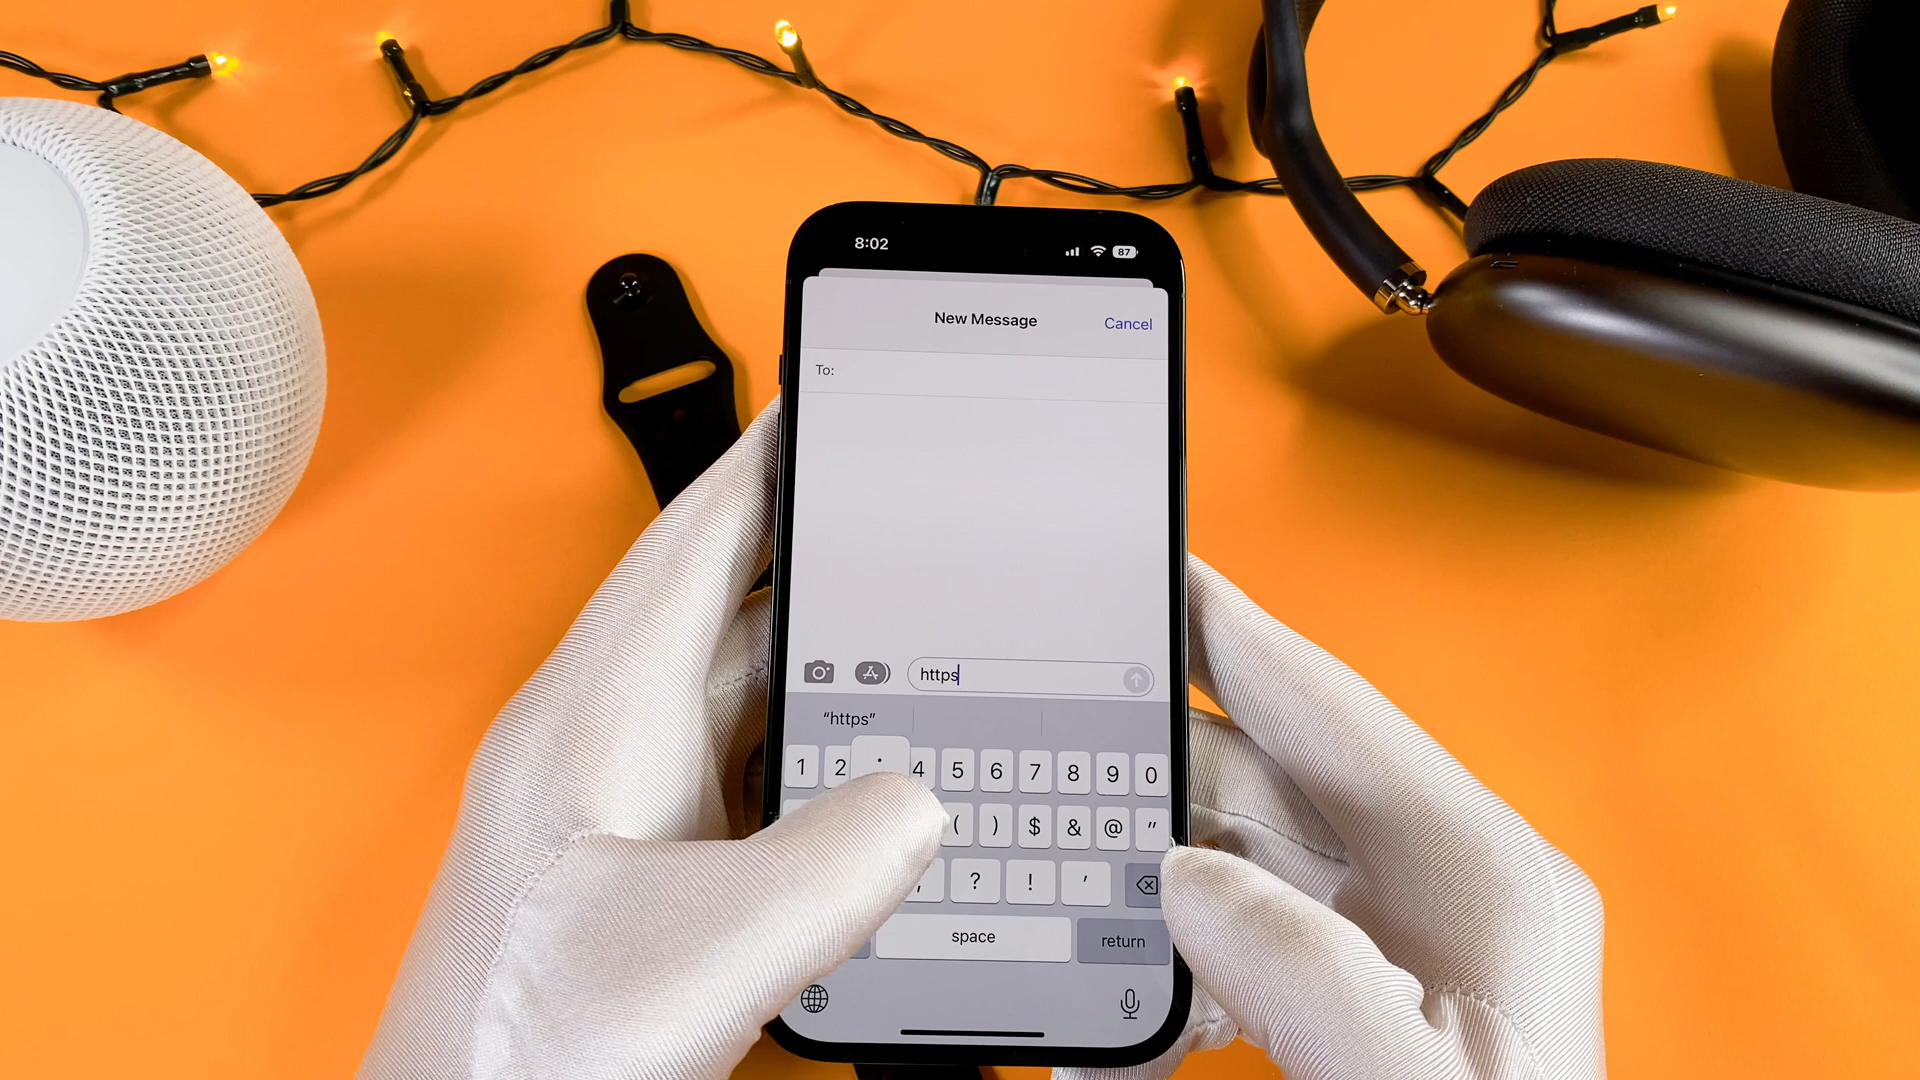 8:02
87
New Message
Cancel
To:
https
“https”
1 2 : 4 5 6 7 8 9 0
( ) $ & @ "
, ? ! '
space
return